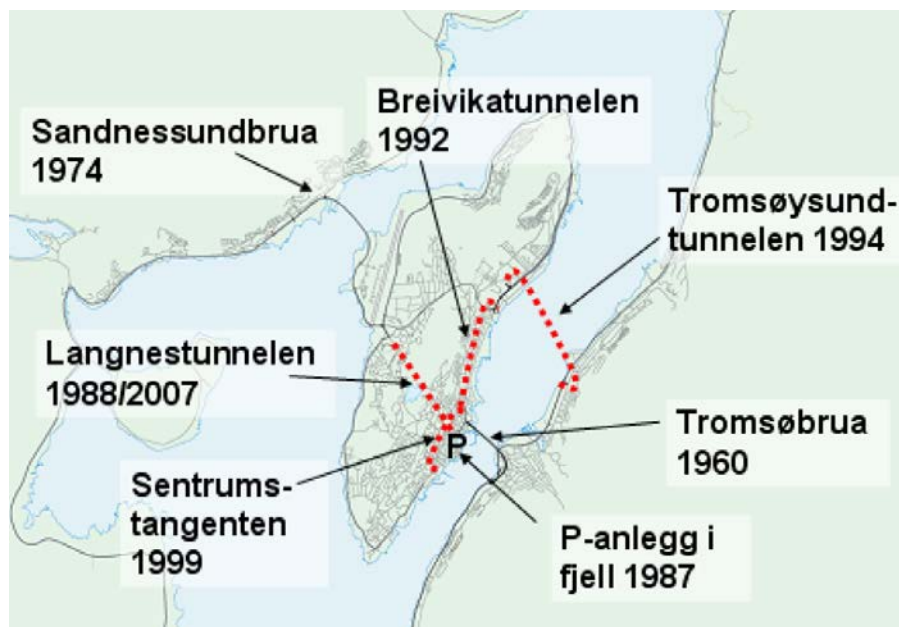 Breivikatunnelen
1992
Sandnessundbrua
1974
Tromsøysund-
tunnelen 1994
Langnestunnelen
1988/2007
Tromsøbrua
1960
P
Sentrums-
tangenten
1999
P-anlegg i
fjell 1987